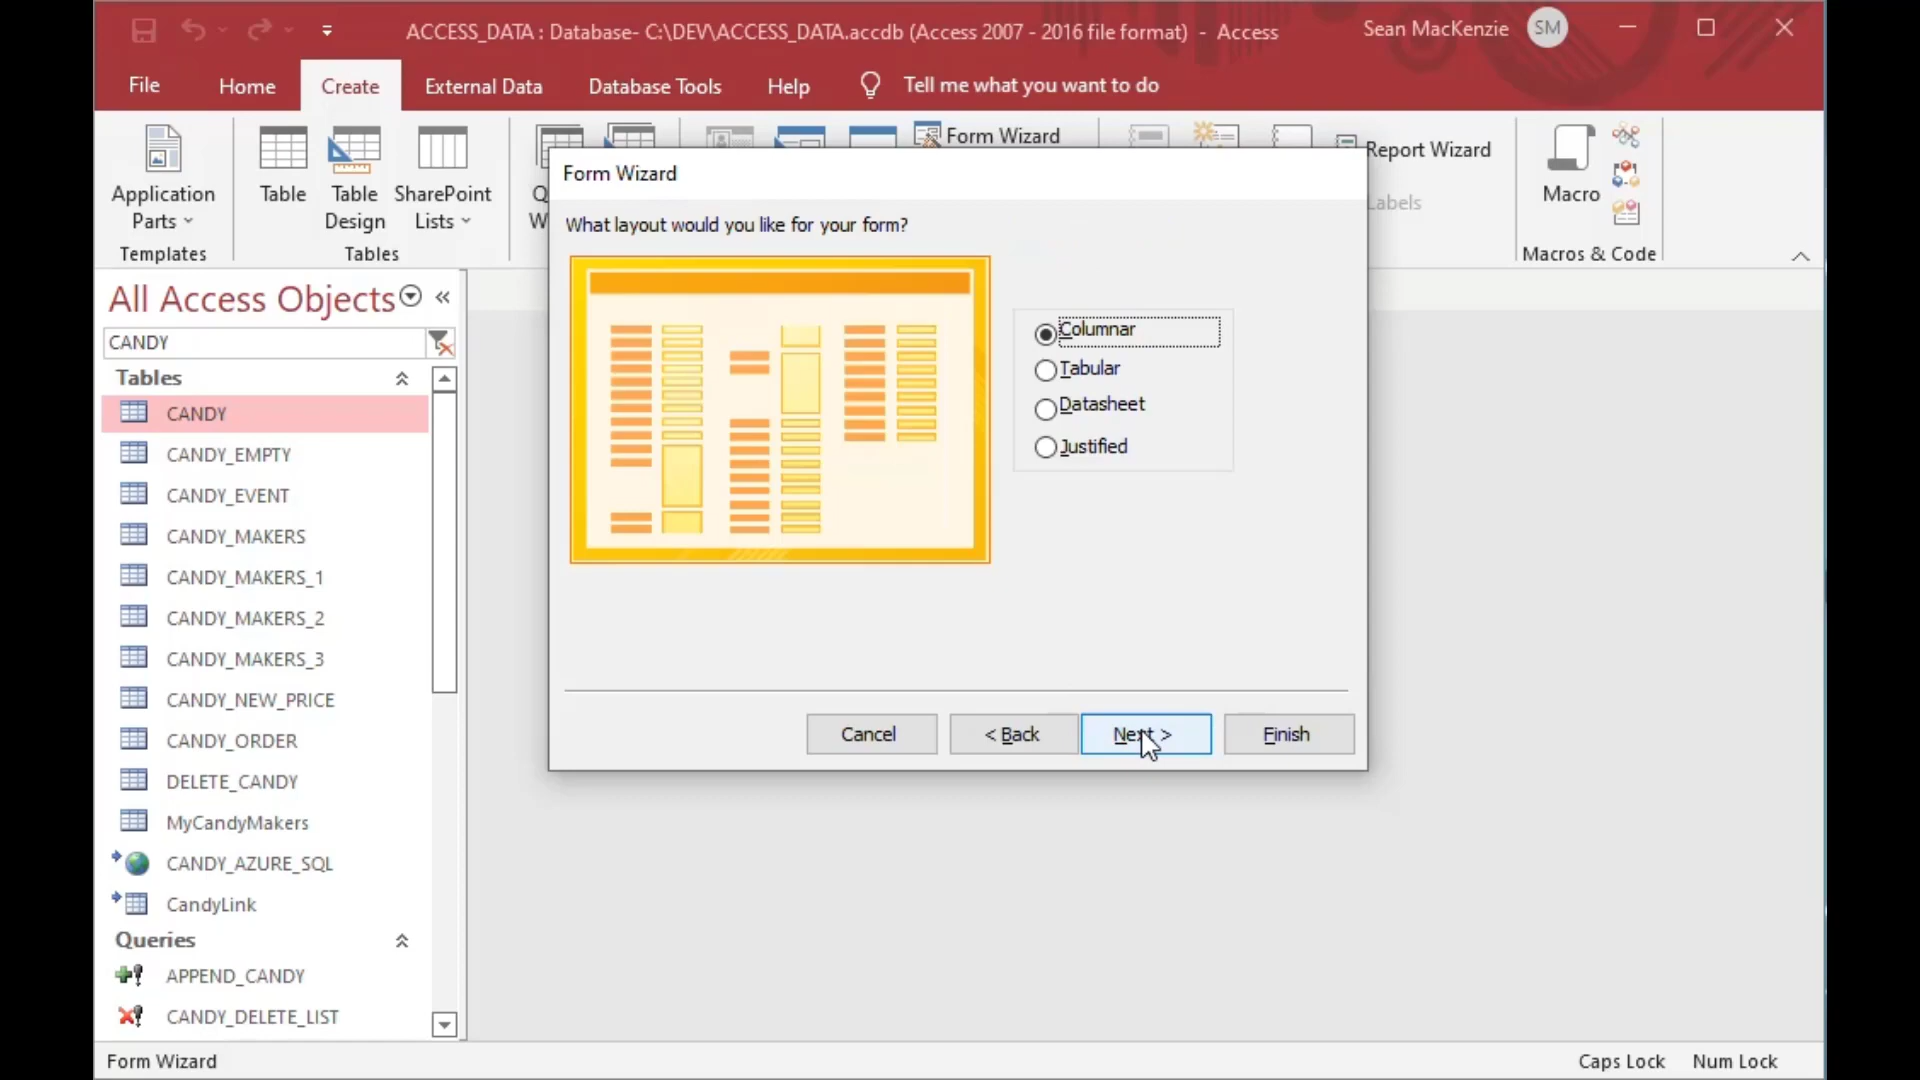 ACCESS_DATA : Database- C:\DEV\ACCESS_DATA.accdb (Access 2007 - 2016 file format) - Access
Sean MacKenzie
SM
File
Home
Create
External Data
Database Tools
Help
Tell me what you want to do
Application
Parts
Templates
Table
Table
Design
SharePoint
Lists
Tables
Form Wizard
Report Wizard
Labels
Macro
Macros & Code
All Access Objects
CANDY
Tables
CANDY
CANDY_EMPTY
CANDY_EVENT
CANDY_MAKERS
CANDY_MAKERS_1
CANDY_MAKERS_2
CANDY_MAKERS_3
CANDY_NEW_PRICE
CANDY_ORDER
DELETE_CANDY
MyCandyMakers
CANDY_AZURE_SQL
CandyLink
Queries
APPEND_CANDY
CANDY_DELETE_LIST
Form Wizard
What layout would you like for your form?
Columnar
Tabular
Datasheet
Justified
Cancel
< Back
Next >
Finish
Form Wizard
Caps Lock
Num Lock